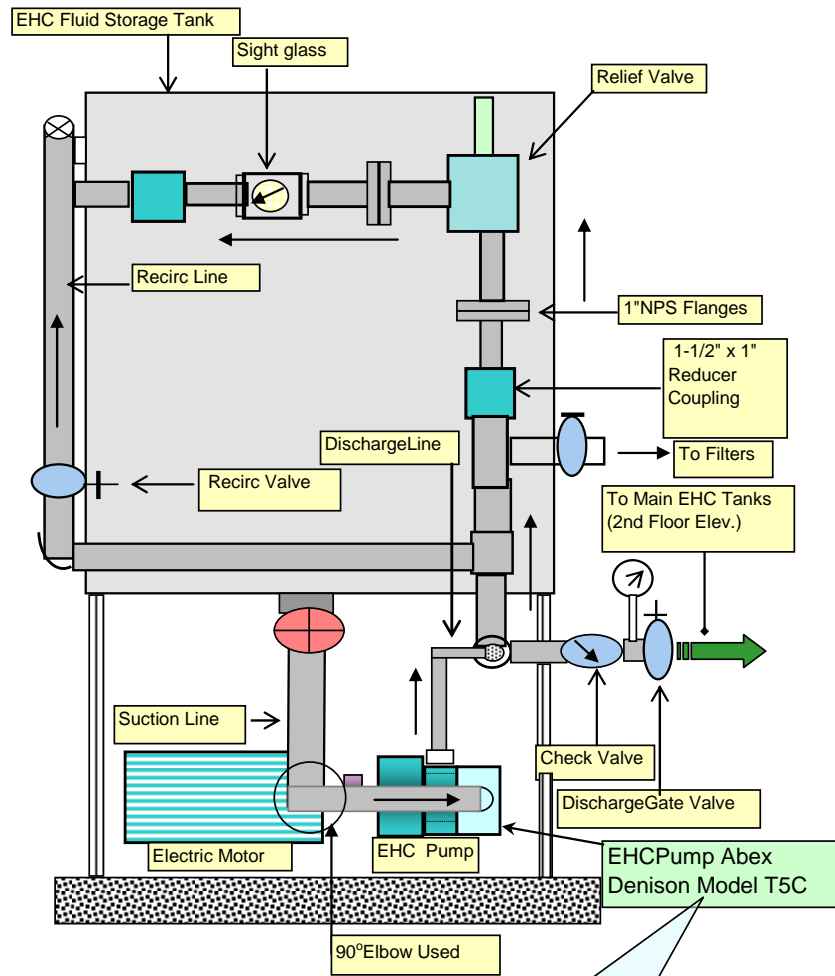 EHC Fluid Storage Tank
Sight glass
Relief Valve
Recirc Line
1"NPS Flanges
1-1/2" x 1"
Reducer
Coupling
DischargeLine
To Filters
Recirc Valve
To Main EHC Tanks
(2nd Floor Elev.)
Suction Line
Check Valve
DischargeGate Valve
Electric Motor
EHC Pump
EHCPump Abex
Denison Model T5C
90°Elbow Used